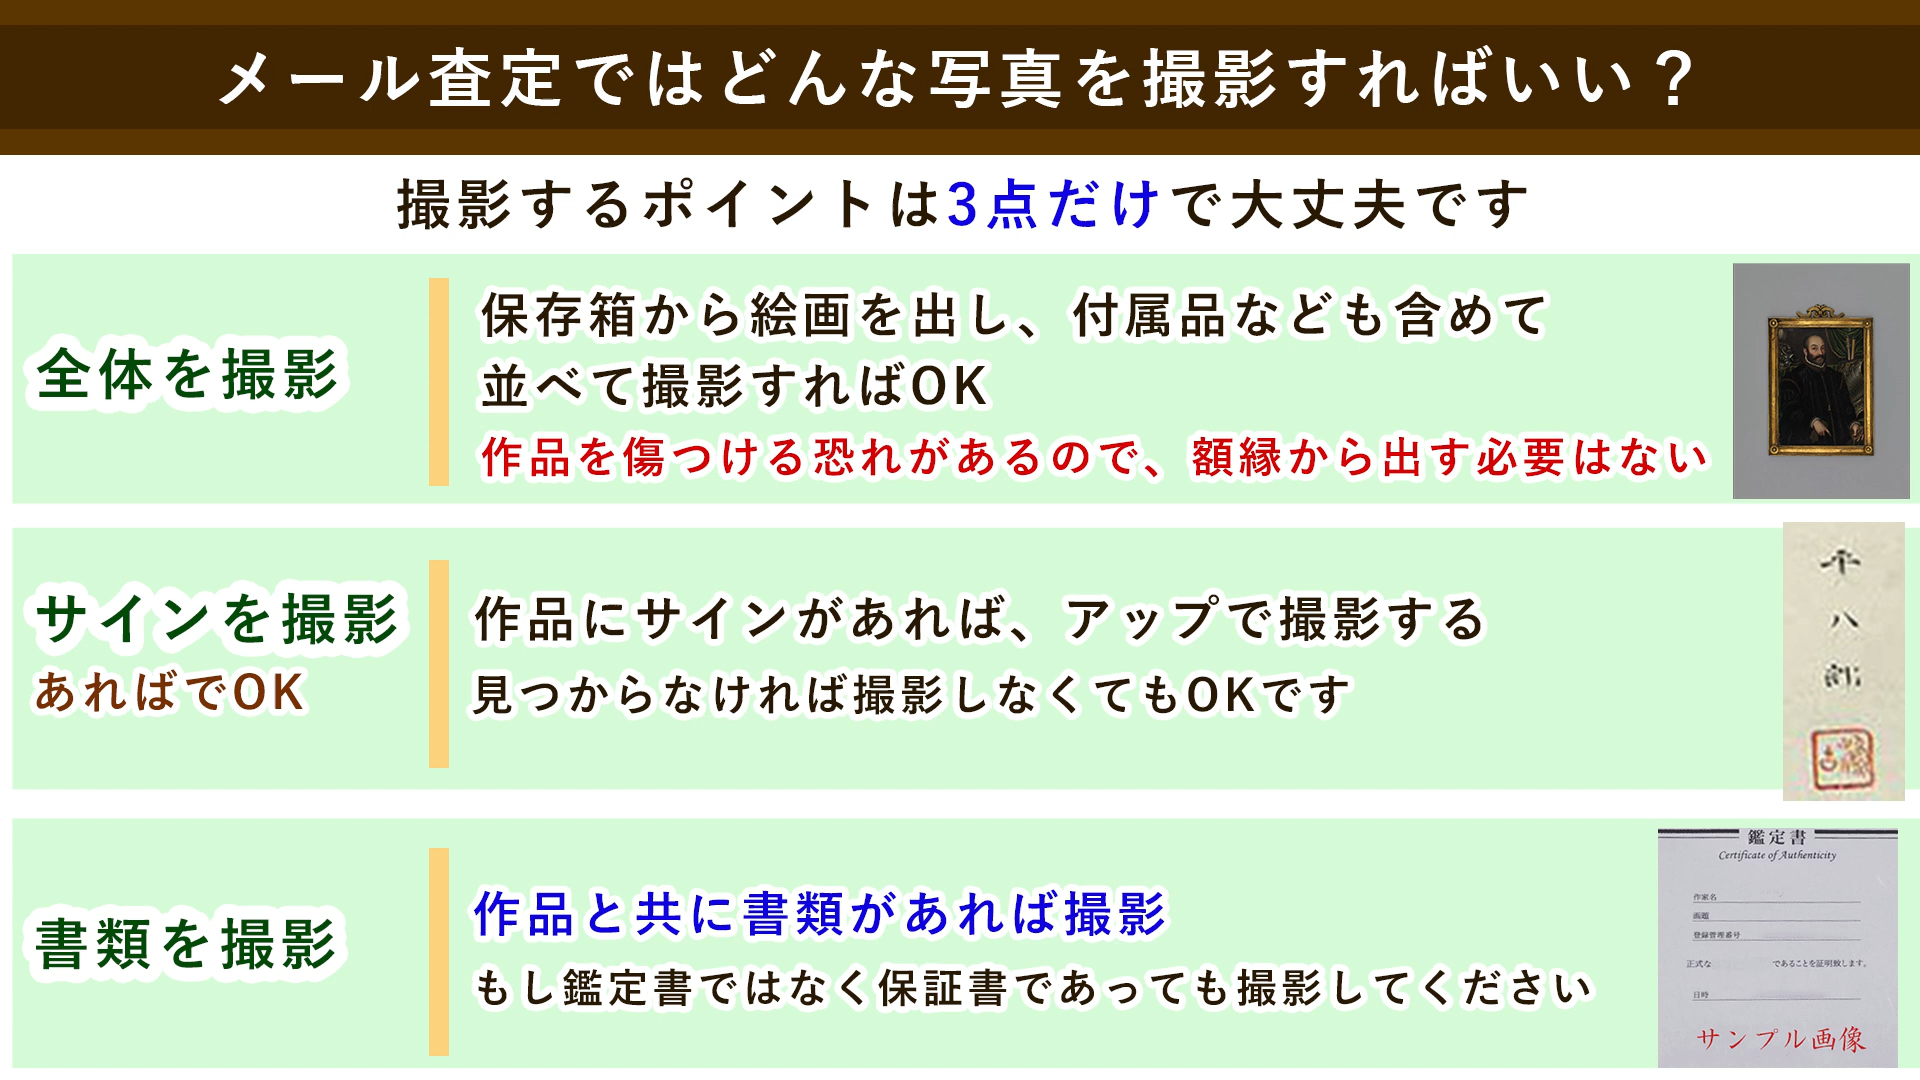 メール査定ではどんな写真を撮影すればいい？
撮影するポイントは3点だけで大丈夫です
全体を撮影
保存箱から絵画を出し、付属品なども含めて
並べて撮影すればOK
作品を傷つける恐れがあるので、額縁から出す必要はない
サインを撮影
あればでOK
作品にサインがあれば、アップで撮影する
見つからなければ撮影しなくてもOKです
平八郎
書類を撮影
作品と共に書類があれば撮影
もし鑑定書ではなく保証書であっても撮影してください
鑑定書
Certificate of Authenticity
作家名
画題
登録管理番号
正式な であることを証明致します。
日時
サンプル画像